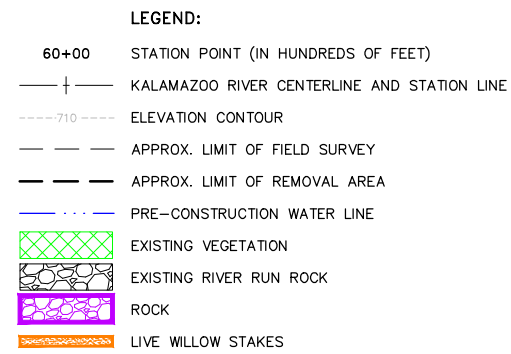 LEGEND:
60+00 STATION POINT (IN HUNDREDS OF FEET)
KALAMAZOO RIVER CENTERLINE AND STATION LINE
710 ELEVATION CONTOUR
APPROX. LIMIT OF FIELD SURVEY
APPROX. LIMIT OF REMOVAL AREA
PRE-CONSTRUCTION WATER LINE
EXISTING VEGETATION
EXISTING RIVER RUN ROCK
ROCK
LIVE WILLOW STAKES